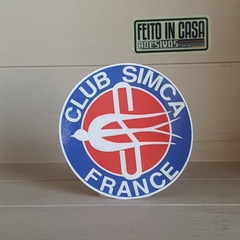 FEITO IN CASA
ADESIVOS
CLUB SIMCA
FRANCE